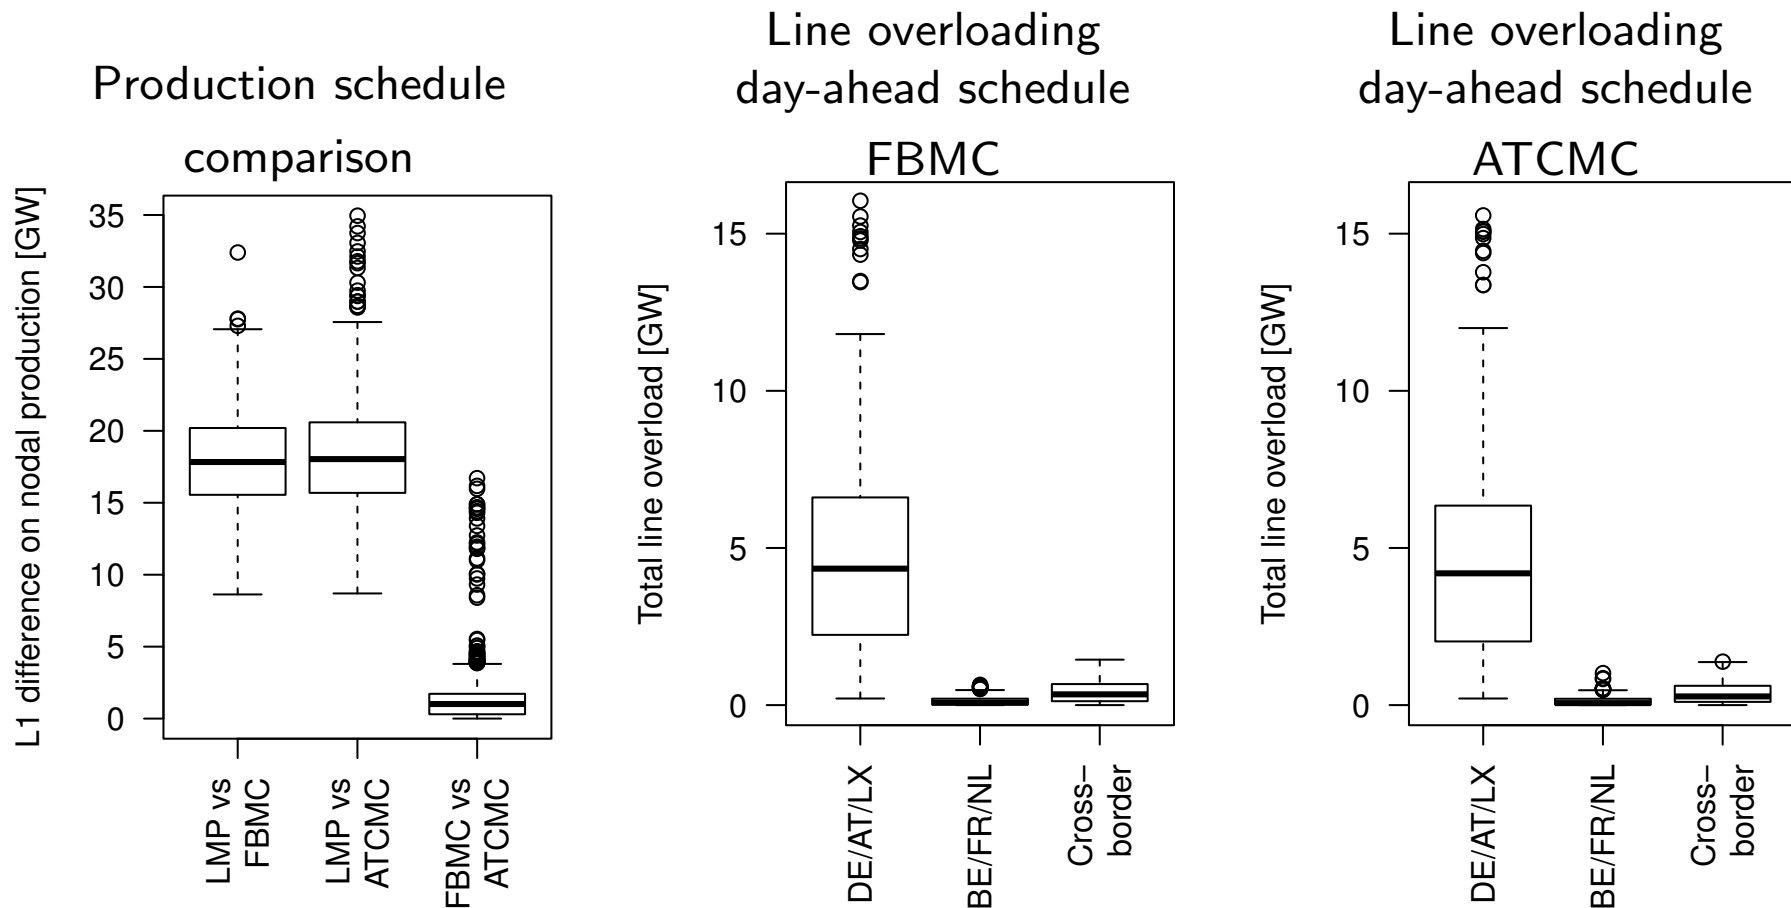 Production schedule
comparison
L1 difference on nodal production [GW]
35
30
25
20
15
10
5
0
LMP vs
FBMC
LMP vs
ATCMC
FBMC vs
ATCMC
Line overloading
day-ahead schedule
FBMC
Total line overload [GW]
15
10
5
0
DE/AT/LX
BE/FR/NL
Cross–
border
Line overloading
day-ahead schedule
ATCMC
Total line overload [GW]
15
10
5
0
DE/AT/LX
BE/FR/NL
Cross–
border